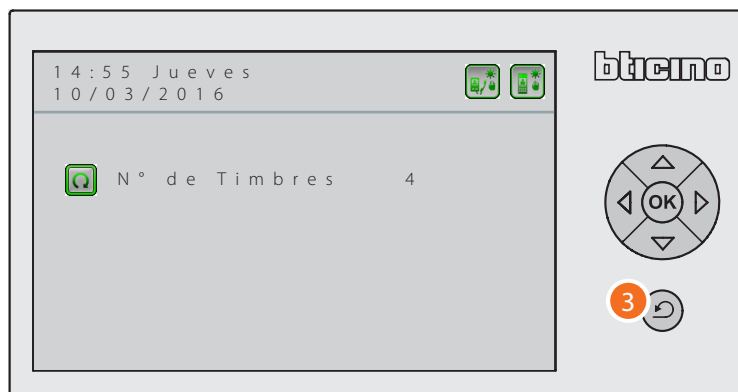 14:55 Jueves
10/03/2016
bticino
N° de Timbres 4
OK
3